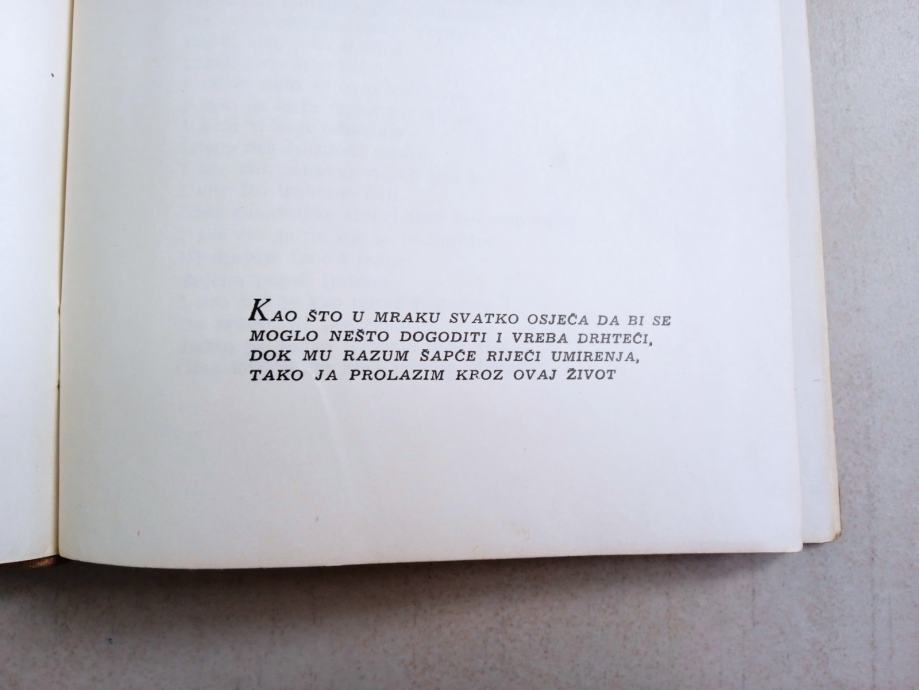 KAO ŠTO U MRAKU SVATKO OSJEĆA DA BI SE
MOGLO NEŠTO DOGODITI I VREBA DRHTEĆI,
DOK MU RAZUM ŠAPĆE RIJEČI UMIRENJA,
TAKO JA PROLAZIM KROZ OVAJ ŽIVOT